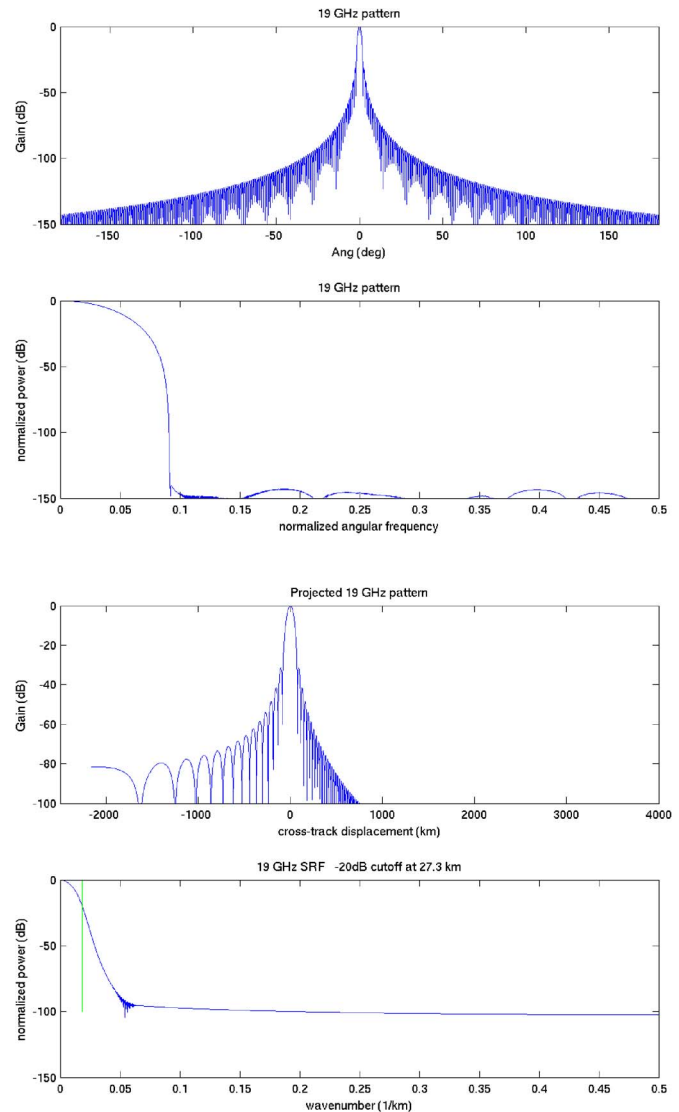 19 GHz pattern
0
-50
-100
-150
Gain (dB)
-150 -100 -50 0 50 100 150
Ang (deg)
19 GHz pattern
0
-50
-100
-150
normalized power (dB)
0 0.05 0.1 0.15 0.2 0.25 0.3 0.35 0.4 0.45 0.5
normalized angular frequency
Projected 19 GHz pattern
0
-20
-40
-60
-80
-100
Gain (dB)
-2000 -1000 0 1000 2000 3000 4000
cross-track displacement (km)
19 GHz SRF -20dB cutoff at 27.3 km
0
-50
-100
-150
normalized power (dB)
0 0.05 0.1 0.15 0.2 0.25 0.3 0.35 0.4 0.45 0.5
wavenumber (1/km)